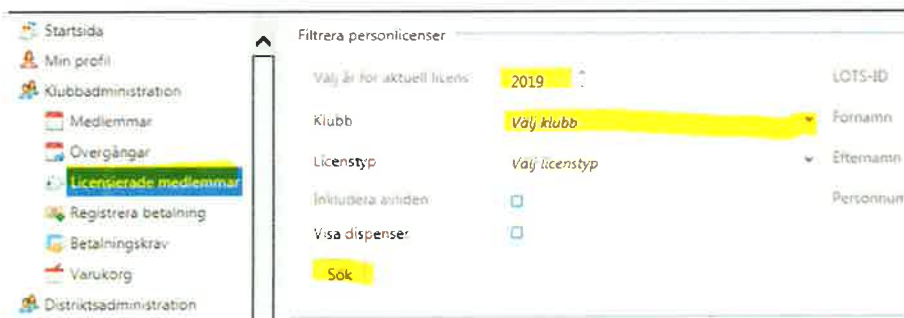 Startsida
Min profil
Klubbadministration
Medlemmar
Övergångar
Licensierade medlemmar
Registrera betalning
Betalningskrav
Varukorg
Distriktsadministration
Filtrera personlicenser
Välj år för aktuell licens 2019 LOTS-ID
Klubb Välj klubb Förnamn
Licenstyp Välj licenstyp Efternamn
Inkludera avliden Personnum
Visa dispenser
Sök